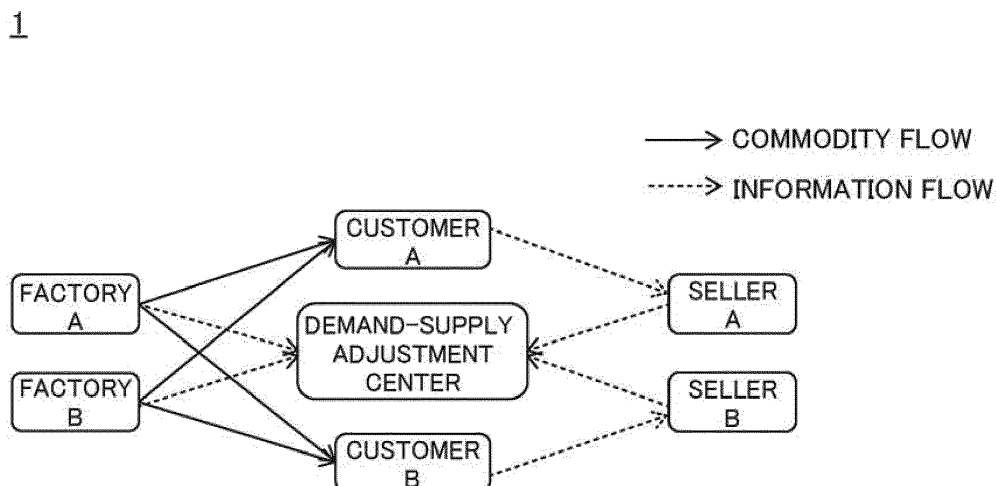 1
COMMODITY FLOW
INFORMATION FLOW
CUSTOMER
A
FACTORY
A
SELLER
A
DEMAND-SUPPLY
ADJUSTMENT
CENTER
FACTORY
B
SELLER
B
CUSTOMER
B